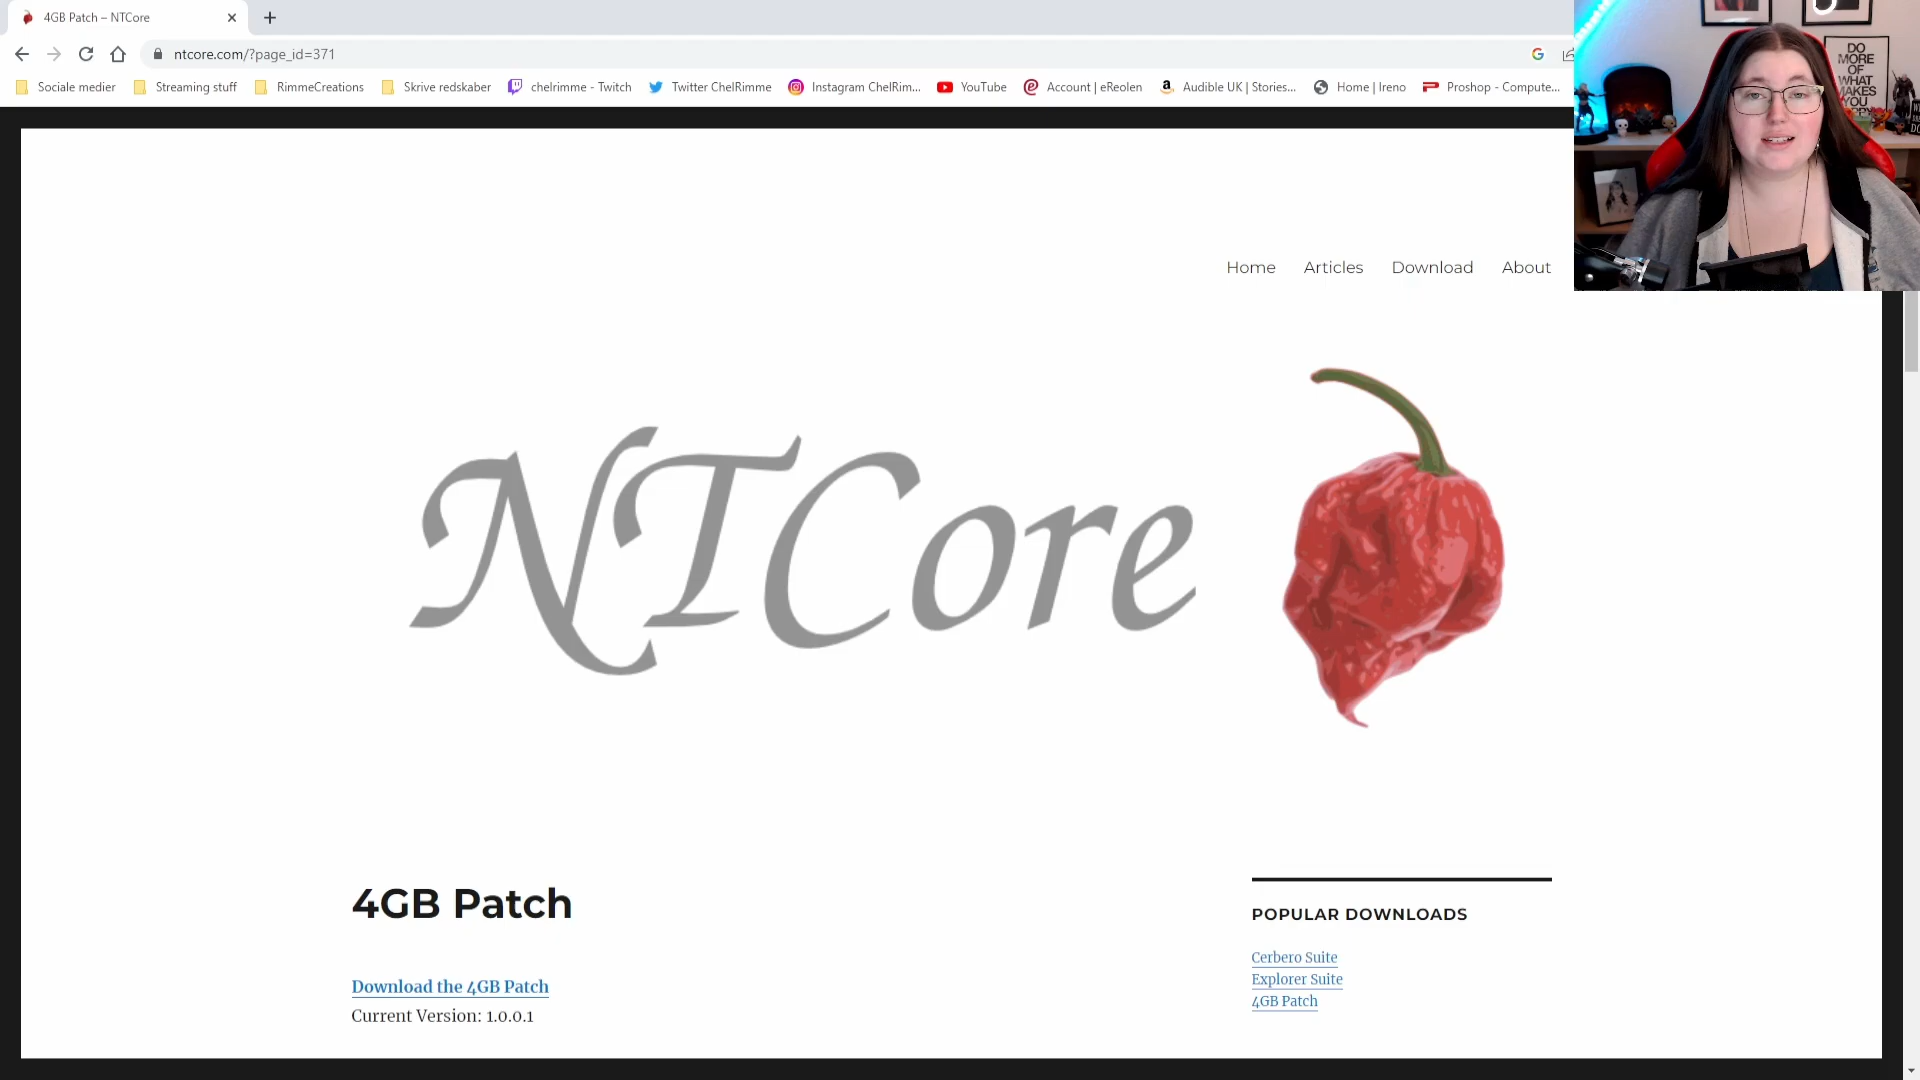 4GB Patch – NTCore
ntcore.com/?page_id=371
Sociale medier
Streaming stuff
RimmeCreations
Skrive redskaber
chelrimme - Twitch
Twitter ChelRimme
Instagram ChelRim...
YouTube
Account | eReolen
Audible UK | Stories...
Home | Ireno
Proshop - Compute...
DO
MORE
OF
WHAT
MAKES
YOU
HAPPY
Home
Articles
Download
About
NTCore
4GB Patch
Download the 4GB Patch
Current Version: 1.0.0.1
POPULAR DOWNLOADS
Cerbero Suite
Explorer Suite
4GB Patch